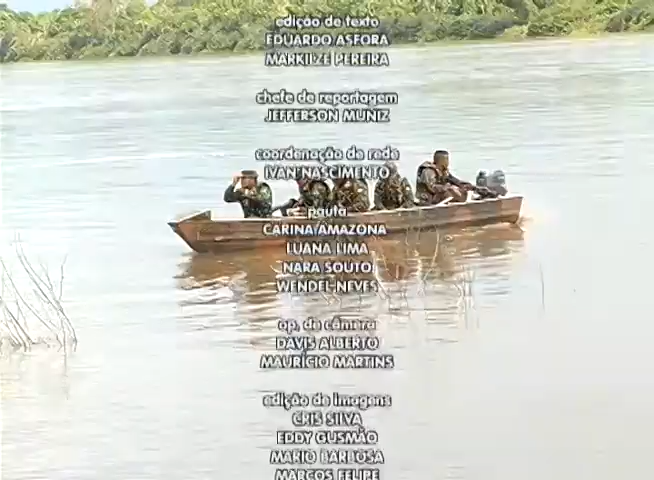 edição de texto
EDUARDO ASFORA
PEREIRA
chefe de reportagem
JEFFERSON MUNIZ
coordenação de rede
IVAN NASCIMENTO
pauta
CARINA AMAZONA
LUANA LIMA
NARA SOUTO
WENDEL NEVES
op. de câmera
DAVIS ALBERTO
MAURÍCIO MARTINS
edição de imagens
CRIS SILVA
EDDY GUSMÃO
MARIO BARBOSA
MARCOS FELIPE